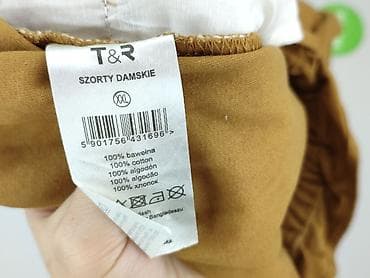 T&R
SZORTY DAMSKIE
XXL
5 901756 431696 >
100% bawełna
100% cotton
100% algodón
100% algodão
100% хлопок